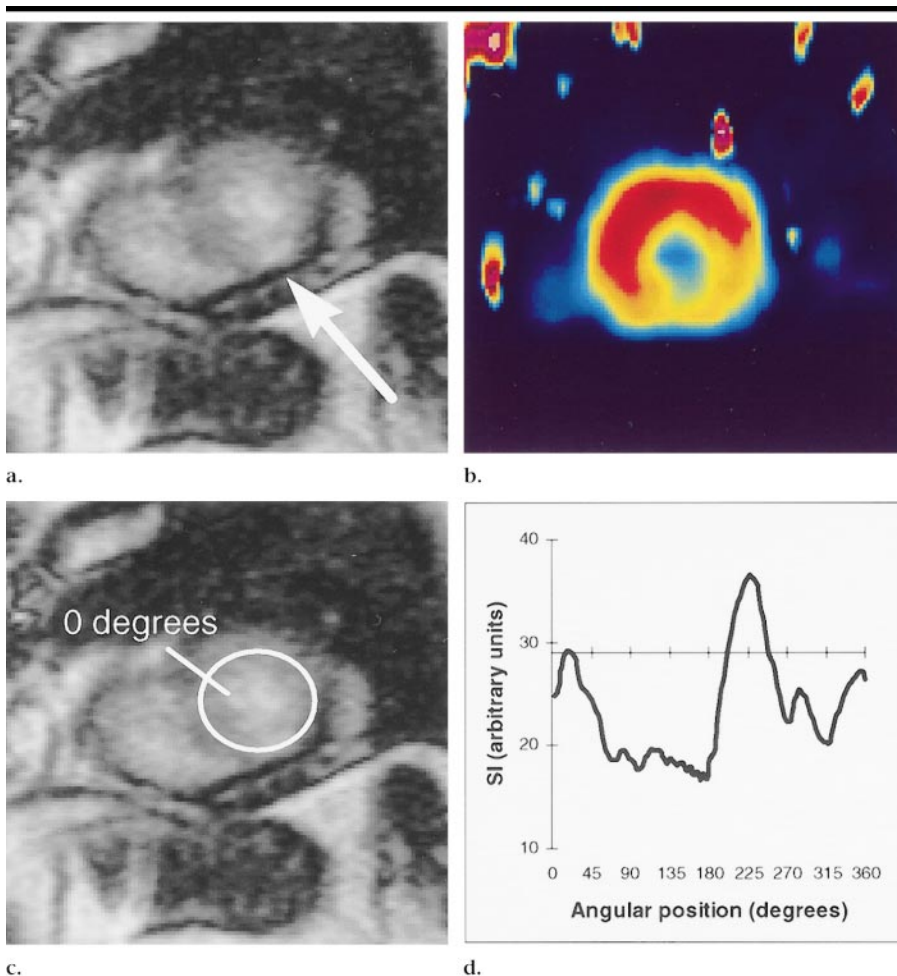 a.
b.
0 degrees
c.
SI (arbitrary units)
40
30
20
10
0 45 90 135 180 225 270 315 360
Angular position (degrees)
d.